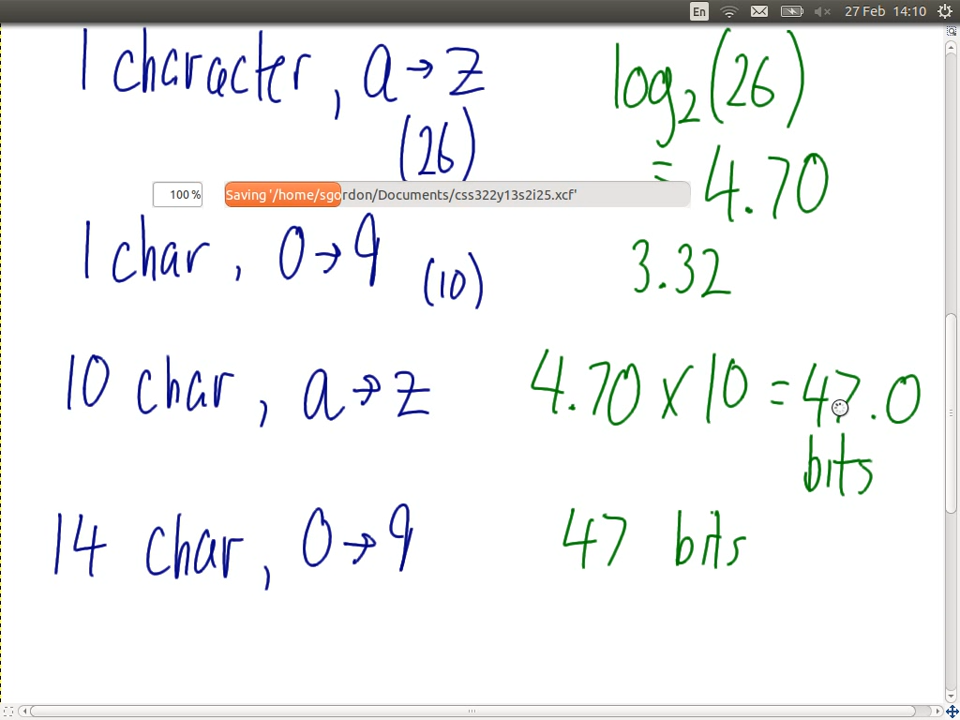 En 27 Feb 14:10
1 character, a→z log₂(26)
(26) = 4.70
100 % Saving '/home/sgordon/Documents/css322y13s2i25.xcf'
1 char, 0→9 (10) 3.32
10 char, a→z 4.70 x 10 = 47.0
bits
14 char, 0→9 47 bits